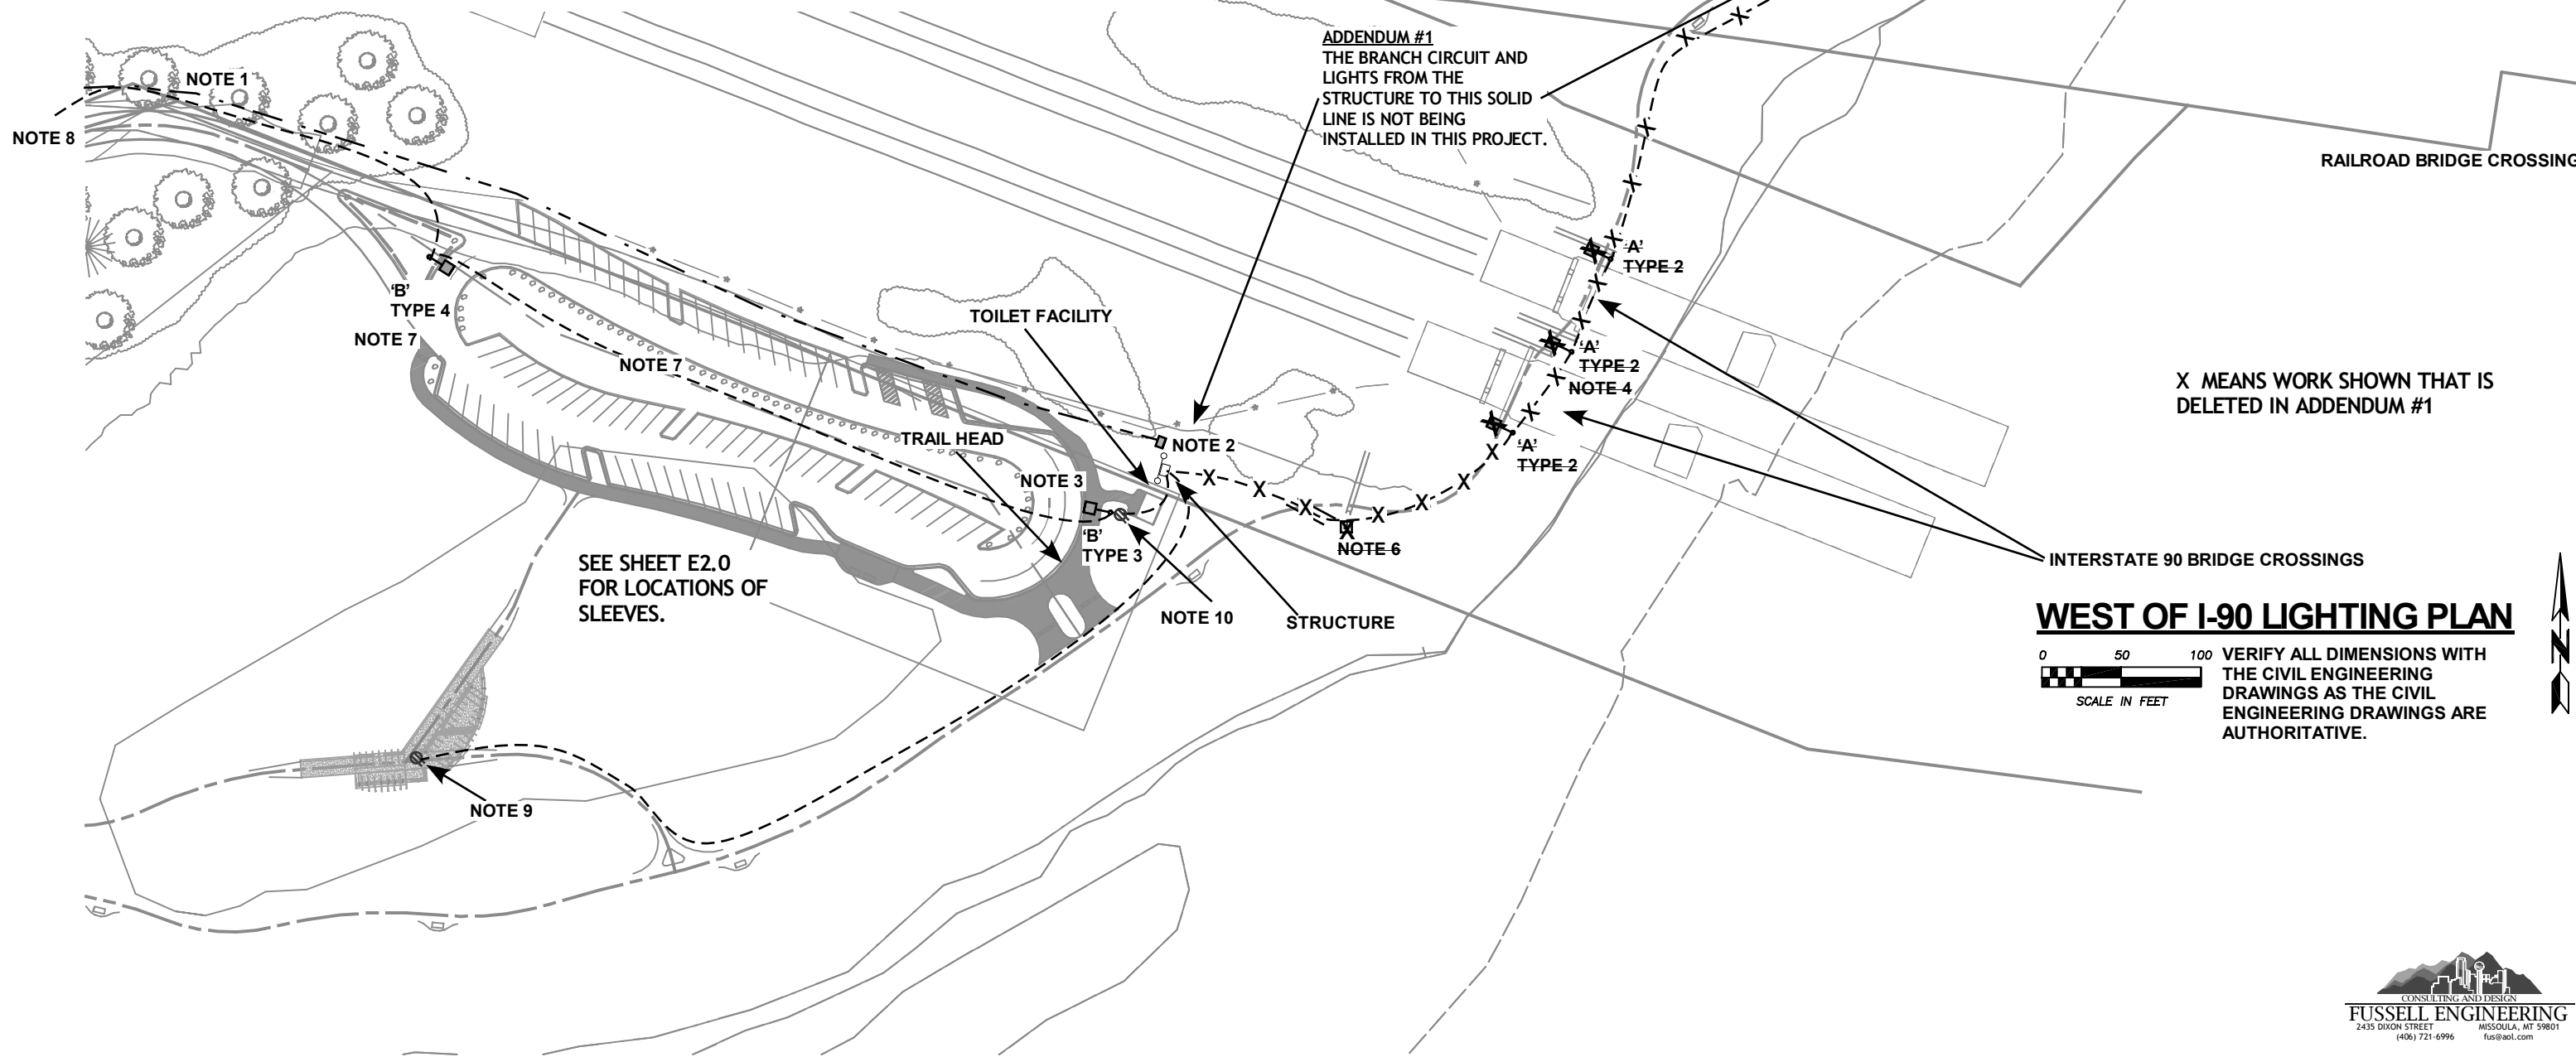 ADDENDUM #1
THE BRANCH CIRCUIT AND
LIGHTS FROM THE
STRUCTURE TO THIS SOLID
LINE IS NOT BEING
INSTALLED IN THIS PROJECT.
NOTE 1
NOTE 8
RAILROAD BRIDGE CROSSING
'A'
TYPE 2
'B'
TYPE 4
NOTE 7
TOILET FACILITY
NOTE 7
'A'
TYPE 2
NOTE 4
X MEANS WORK SHOWN THAT IS
DELETED IN ADDENDUM #1
TRAIL HEAD
NOTE 2
'A'
TYPE 2
NOTE 3
'B'
TYPE 3
NOTE 6
SEE SHEET E2.0
FOR LOCATIONS OF
SLEEVES.
INTERSTATE 90 BRIDGE CROSSINGS
NOTE 10
STRUCTURE
WEST OF I-90 LIGHTING PLAN
0 50 100
SCALE IN FEET
VERIFY ALL DIMENSIONS WITH
THE CIVIL ENGINEERING
DRAWINGS AS THE CIVIL
ENGINEERING DRAWINGS ARE
AUTHORITATIVE.
N
NOTE 9
CONSULTING AND DESIGN
FUSSELL ENGINEERING
2435 DIXON STREET MISSOULA, MT 59801
(406) 721-6996 fus@aol.com
X X X X X X X X X X X X X X X X X X